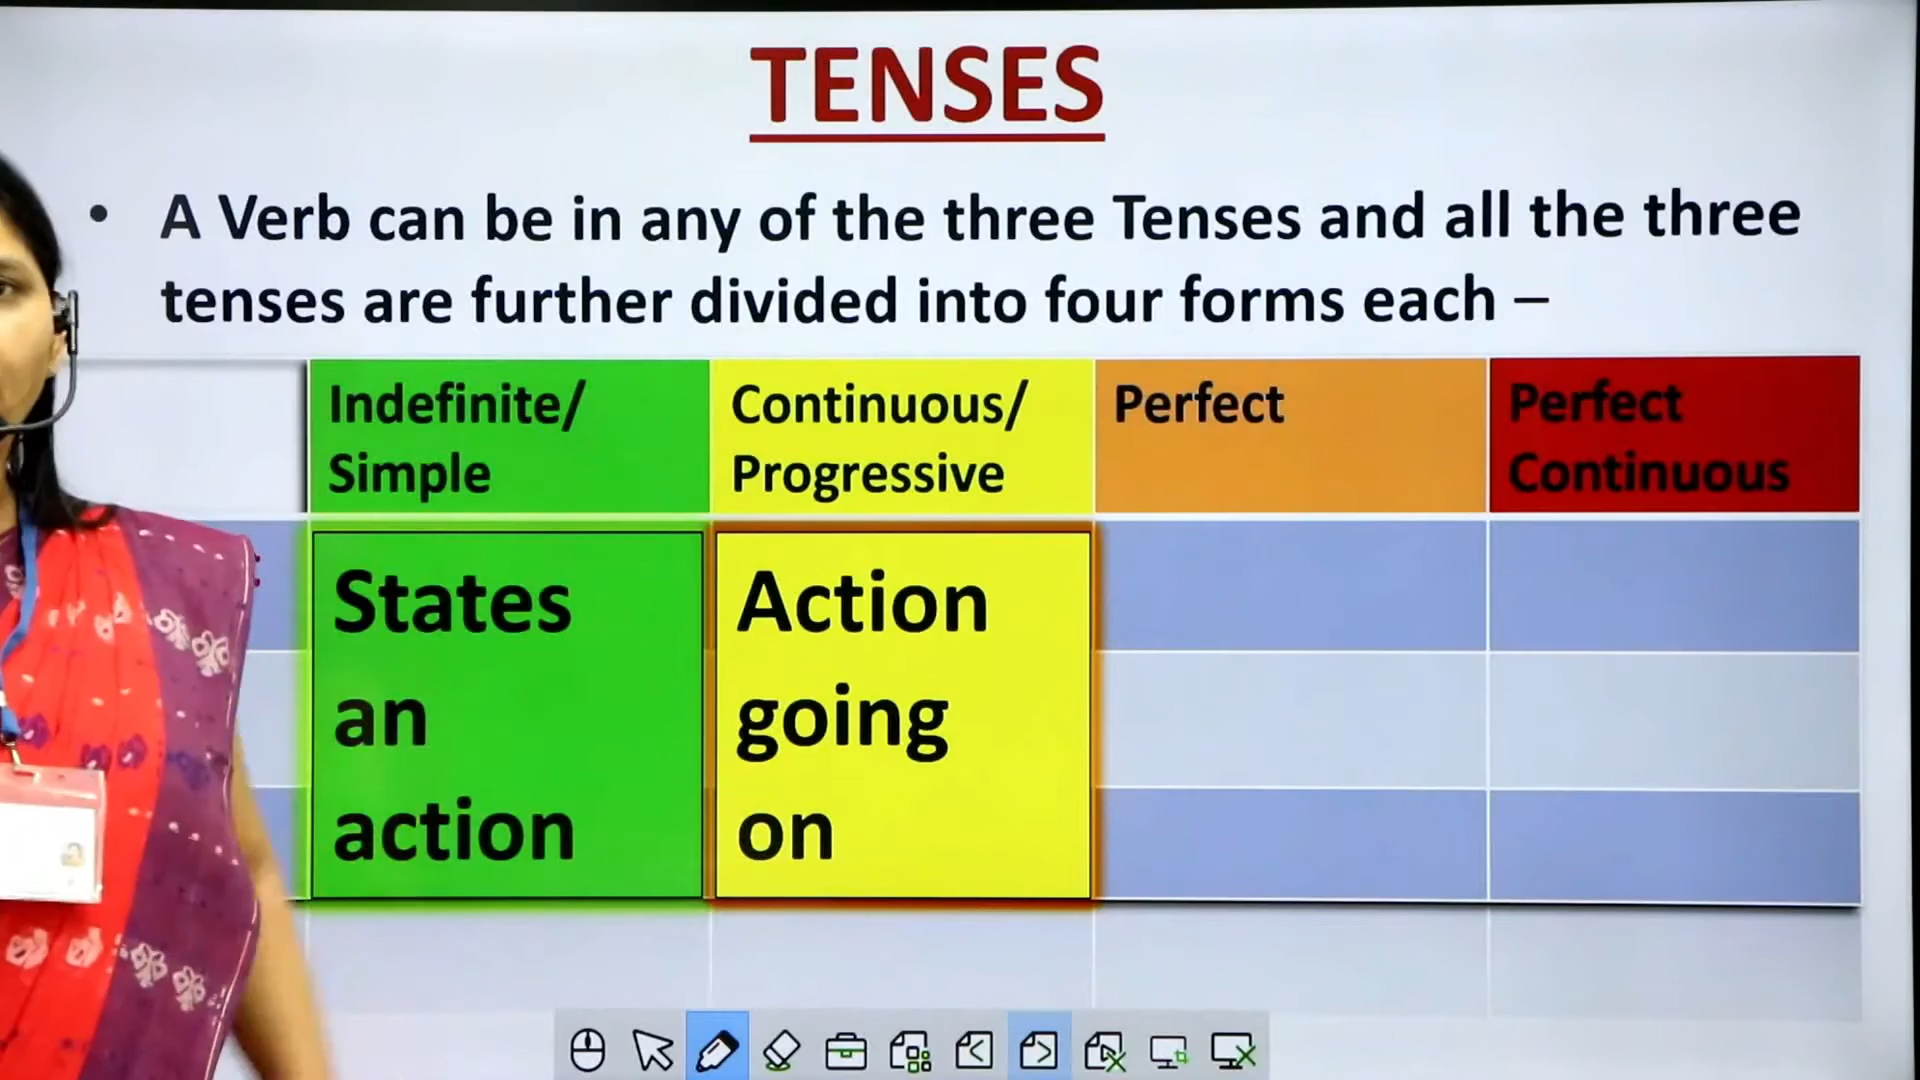 TENSES
• A Verb can be in any of the three Tenses and all the three
tenses are further divided into four forms each –
Indefinite/
Simple
Continuous/
Progressive
Perfect
Perfect
Continuous
States
an
action
Action
going
on